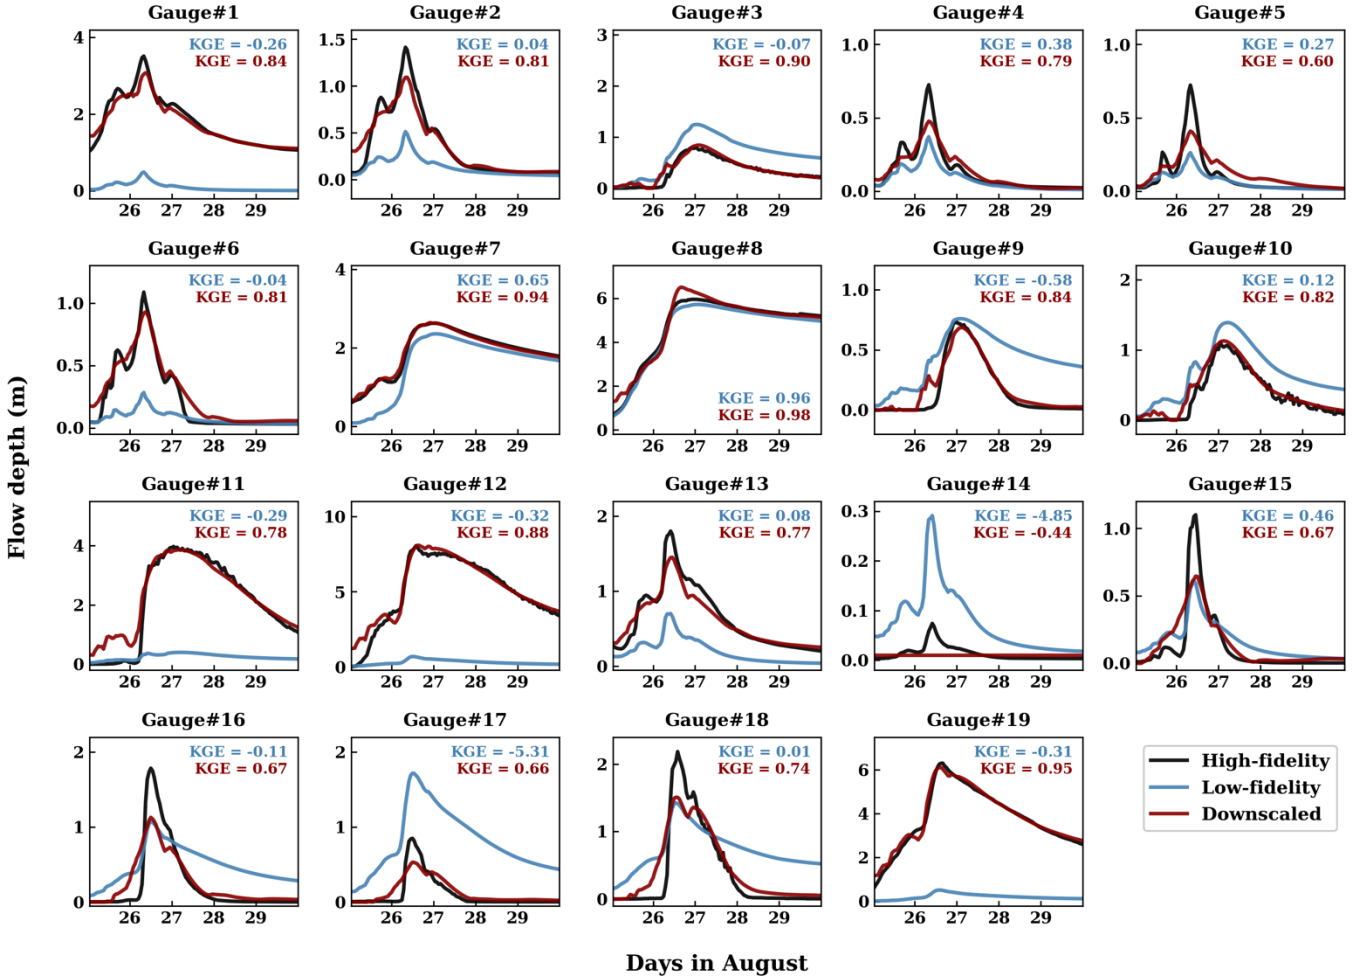 Gauge#1
KGE = -0.26
KGE = 0.84
4
2
0
26 27 28 29
Gauge#2
KGE = 0.04
KGE = 0.81
1.5
1.0
0.5
0.0
26 27 28 29
Gauge#3
KGE = -0.07
KGE = 0.90
3
2
1
0
26 27 28 29
Gauge#4
KGE = 0.38
KGE = 0.79
1.0
0.5
0.0
26 27 28 29
Gauge#5
KGE = 0.27
KGE = 0.60
1.0
0.5
0.0
26 27 28 29
Gauge#6
KGE = -0.04
KGE = 0.81
1.0
0.5
0.0
26 27 28 29
Gauge#7
KGE = 0.65
KGE = 0.94
4
2
0
26 27 28 29
Gauge#8
KGE = 0.96
KGE = 0.98
6
4
2
0
26 27 28 29
Gauge#9
KGE = -0.58
KGE = 0.84
1.0
0.5
0.0
26 27 28 29
Gauge#10
KGE = 0.12
KGE = 0.82
2
1
0
26 27 28 29
Flow depth (m)
Gauge#11
KGE = -0.29
KGE = 0.78
4
2
0
26 27 28 29
Gauge#12
KGE = -0.32
KGE = 0.88
10
5
0
26 27 28 29
Gauge#13
KGE = 0.08
KGE = 0.77
2
1
0
26 27 28 29
Gauge#14
KGE = -4.85
KGE = -0.44
0.3
0.2
0.1
0.0
26 27 28 29
Gauge#15
KGE = 0.46
KGE = 0.67
1.0
0.5
0.0
26 27 28 29
Gauge#16
KGE = -0.11
KGE = 0.67
2
1
0
26 27 28 29
Gauge#17
KGE = -5.31
KGE = 0.66
2
1
0
26 27 28 29
Gauge#18
KGE = 0.01
KGE = 0.74
2
1
0
26 27 28 29
Gauge#19
KGE = -0.31
KGE = 0.95
6
4
2
0
26 27 28 29
High-fidelity
Low-fidelity
Downscaled
Days in August